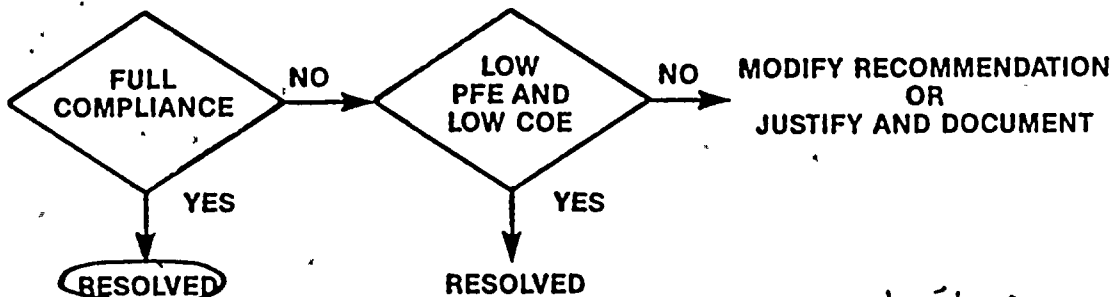 FULL
COMPLIANCE
NO
LOW
PFE AND
LOW COE
NO
MODIFY RECOMMENDATION
OR
JUSTIFY AND DOCUMENT
YES
YES
RESOLVED
RESOLVED